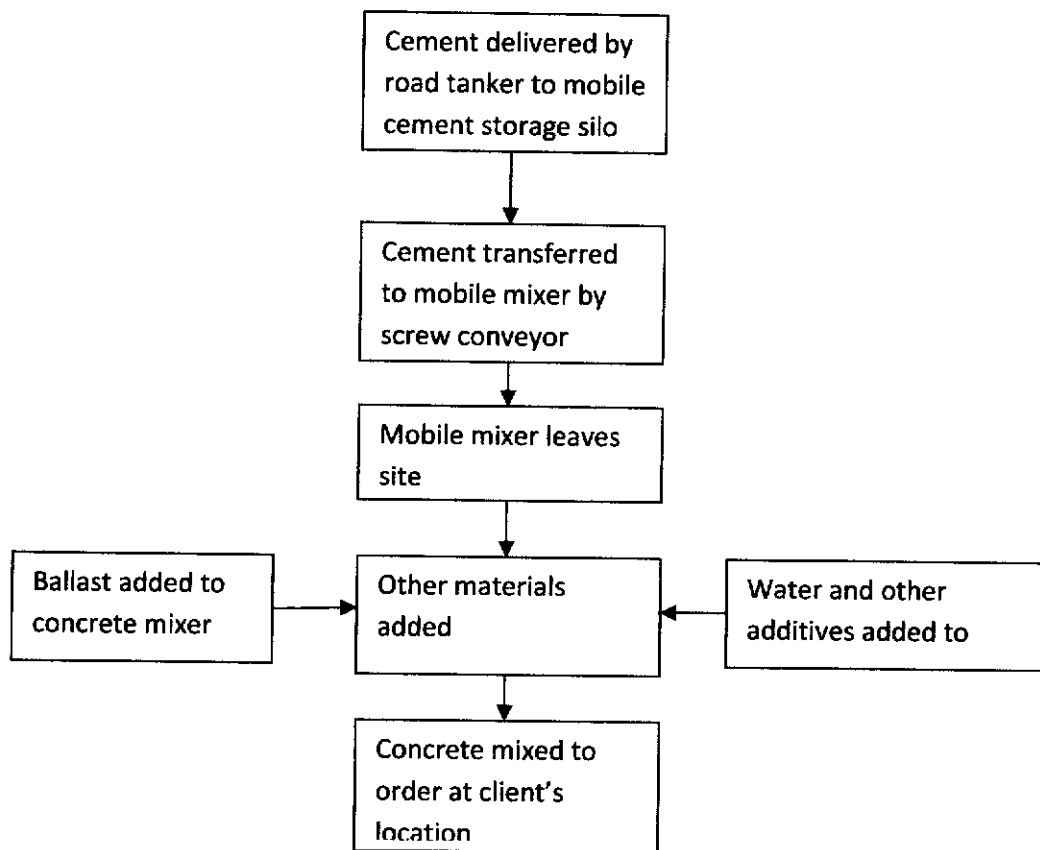 Cement delivered by
road tanker to mobile
cement storage silo
Cement transferred
to mobile mixer by
screw conveyor
Mobile mixer leaves
site
Ballast added to
concrete mixer
Other materials
added
Water and other
additives added to
Concrete mixed to
order at client's
location